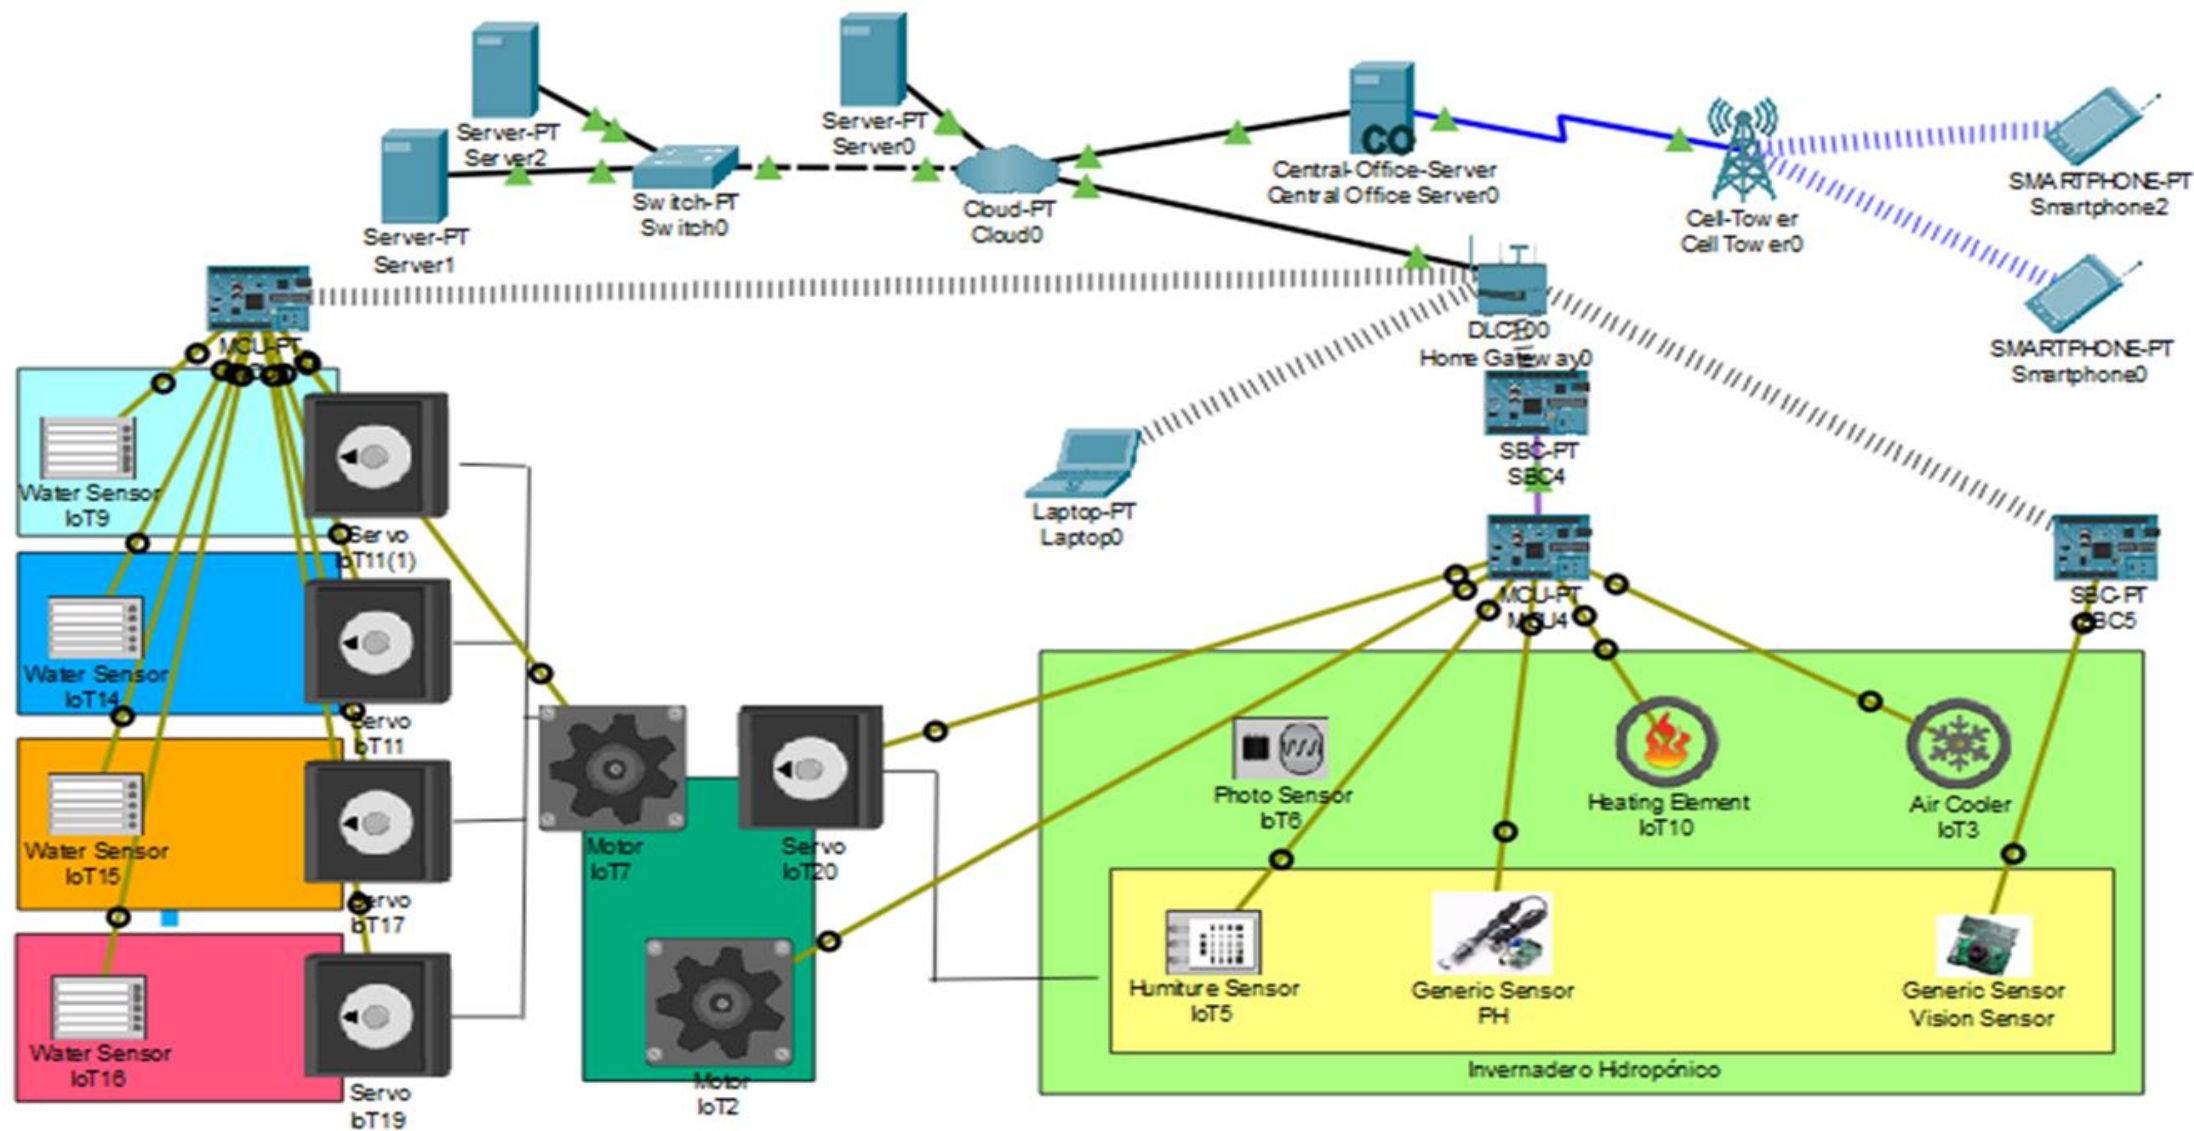 Server-PT
Server2
Server-PT
Server0
Server-PT
Server1
Switch-PT
Switch0
Cloud-PT
Cloud0
Central-Office-Server
Central Office Server0
Cell-Tower
Cell Tower0
SMARTPHONE-PT
Smartphone2
SMARTPHONE-PT
Smartphone0
CO
DLC100
Home Gateway0
SBC-PT
SBC4
Laptop-PT
Laptop0
MCU-PT
MCU4
SBC-PT
SBC5
MCU-PT
Water Sensor
IoT9
Servo
IoT11(1)
Water Sensor
IoT14
Servo
IoT11
Water Sensor
IoT15
Servo
IoT17
Water Sensor
IoT16
Servo
IoT19
Motor
IoT7
Servo
IoT20
Motor
IoT2
Photo Sensor
IoT6
Heating Element
IoT10
Air Cooler
IoT3
Humiture Sensor
IoT5
Generic Sensor
PH
Generic Sensor
Vision Sensor
Invernadero Hidropónico